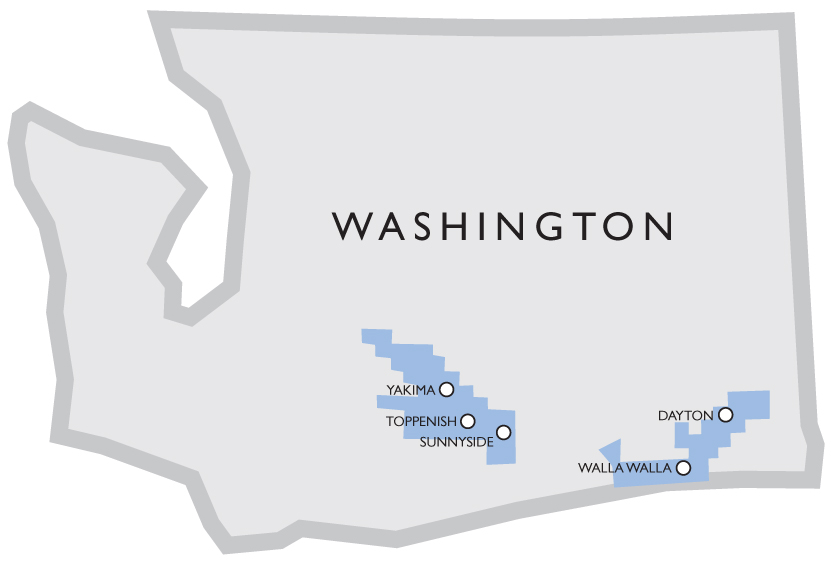 WASHINGTON
YAKIMA
TOPPENISH
SUNNYSIDE
DAYTON
WALLA WALLA